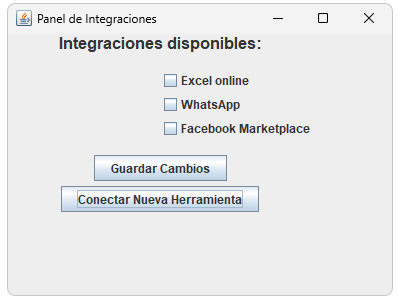 Panel de Integraciones
Integraciones disponibles:
Excel online
WhatsApp
Facebook Marketplace
Guardar Cambios
Conectar Nueva Herramienta